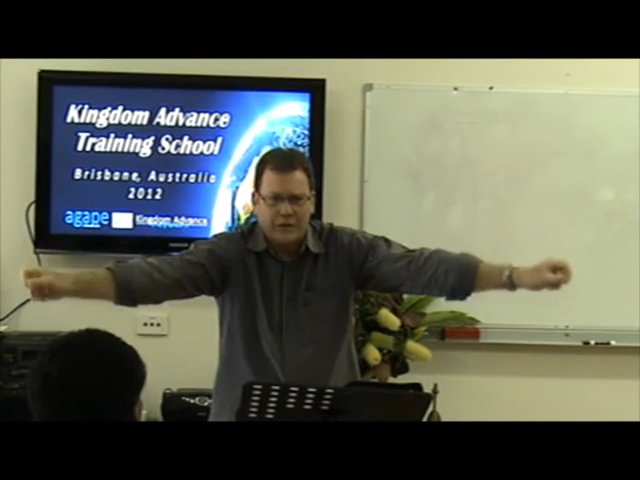 Kingdom Advance
Training School
Brisbane, Australia
2012
agape
Kingdom Advance